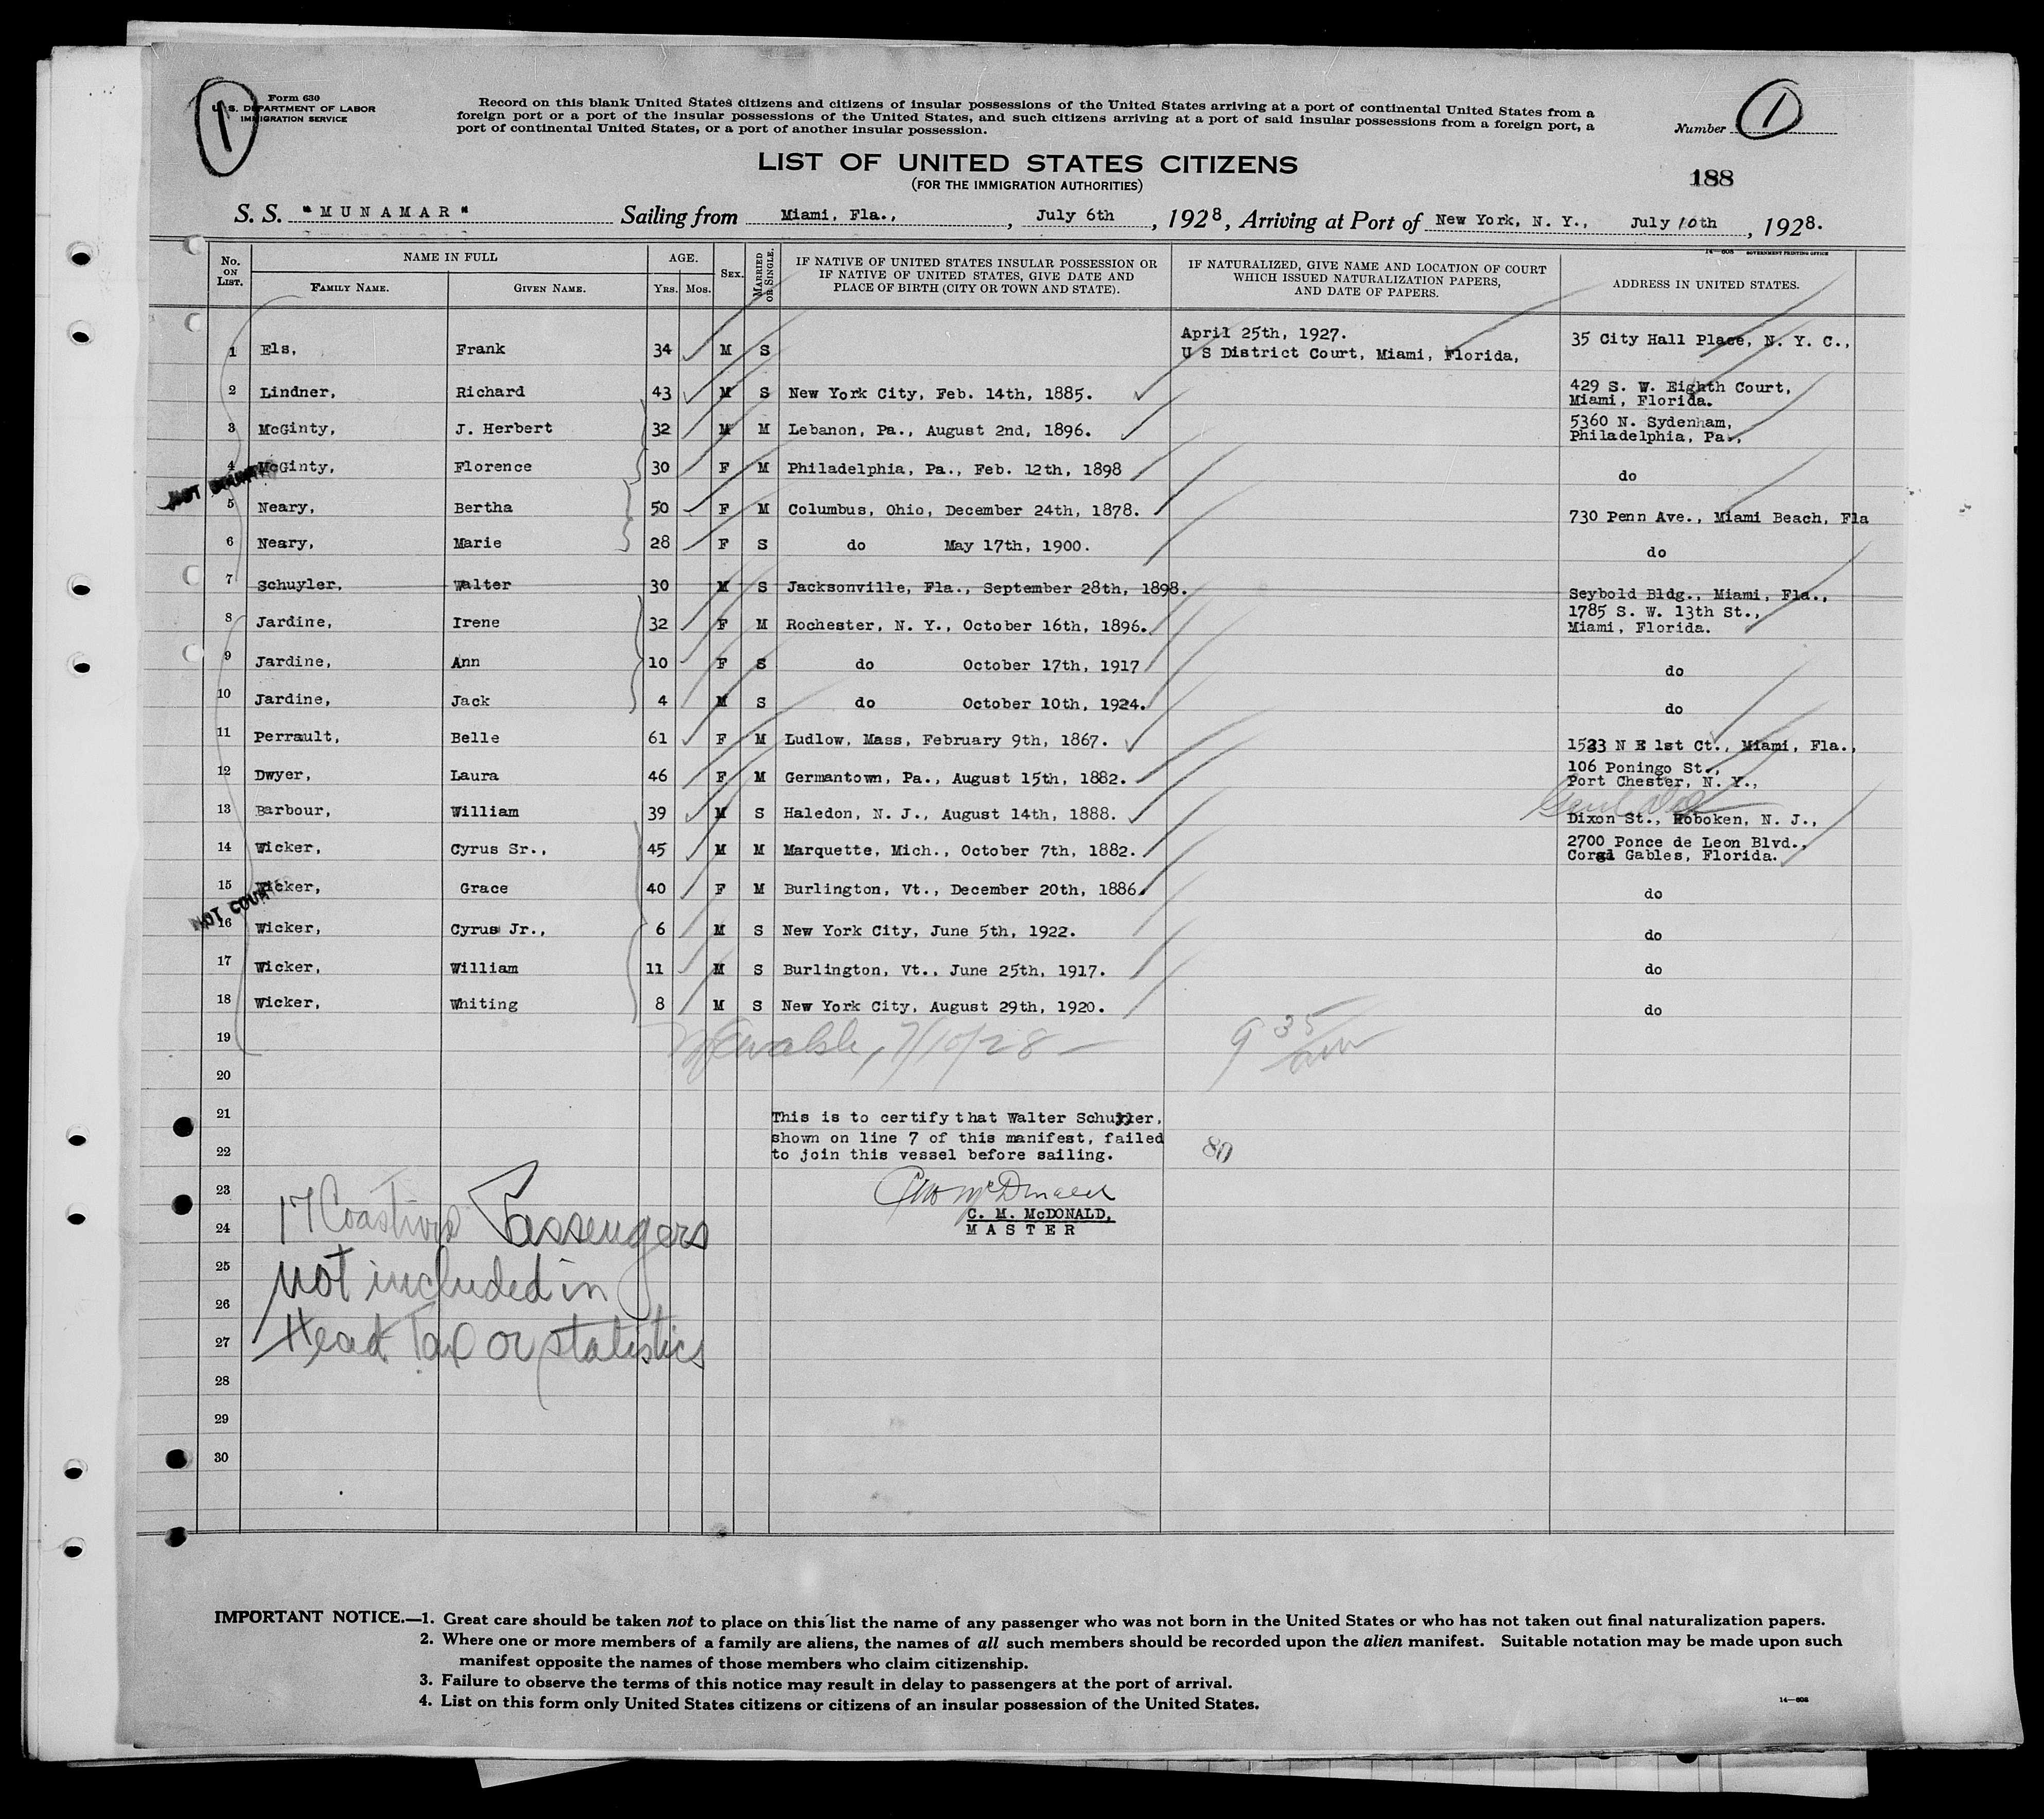 Form 630
U. S. DEPARTMENT OF LABOR
IMMIGRATION SERVICE
1
Record on this blank United States citizens and citizens of insular possessions of the United States arriving at a port of continental United States from a
foreign port or a port of the insular possessions of the United States, and such citizens arriving at a port of said insular possessions from a foreign port, a
port of continental United States, or a port of another insular possession.
Number 1
LIST OF UNITED STATES CITIZENS
(FOR THE IMMIGRATION AUTHORITIES)
188
S. S. "MUNAMAR" Sailing from Miami, Fla., , July 6th , 1928, Arriving at Port of New York, N. Y., July 10th , 1928.
14—608 GOVERNMENT PRINTING OFFICE
No. ON LIST. NAME IN FULL FAMILY NAME. GIVEN NAME. AGE. Yrs. Mos. SEX. MARRIED OR SINGLE. IF NATIVE OF UNITED STATES INSULAR POSSESSION OR IF NATIVE OF UNITED STATES, GIVE DATE AND PLACE OF BIRTH (CITY OR TOWN AND STATE). IF NATURALIZED, GIVE NAME AND LOCATION OF COURT WHICH ISSUED NATURALIZATION PAPERS, AND DATE OF PAPERS. ADDRESS IN UNITED STATES.
April 25th, 1927.
1 Els, Frank 34 M S U S District Court, Miami, Florida, 35 City Hall Place, N. Y. C.,
2 Lindner, Richard 43 M S New York City, Feb. 14th, 1885. 429 S. W. Eighth Court,
Miami, Florida.
3 McGinty, J. Herbert 32 M M Lebanon, Pa., August 2nd, 1896. 5360 N. Sydenham,
Philadelphia, Pa.,
4 McGinty, Florence 30 F M Philadelphia, Pa., Feb. 12th, 1898 do
NOT COUNTED
5 Neary, Bertha 50 F M Columbus, Ohio, December 24th, 1878. 730 Penn Ave., Miami Beach, Fla
6 Neary, Marie 28 F S do May 17th, 1900. do
7 Schuyler, Walter 30 M S Jacksonville, Fla., September 28th, 1898. Seybold Bldg., Miami, Fla.,
8 Jardine, Irene 32 F M Rochester, N. Y., October 16th, 1896. 1785 S. W. 13th St.,
Miami, Florida.
9 Jardine, Ann 10 F S do October 17th, 1917 do
10 Jardine, Jack 4 M S do October 10th, 1924. do
11 Perrault, Belle 61 F M Ludlow, Mass, February 9th, 1867. 1533 N E 1st Ct., Miami, Fla.,
12 Dwyer, Laura 46 F M Germantown, Pa., August 15th, 1882. 106 Poningo St.,
Port Chester, N. Y.,
13 Barbour, William 39 M S Haledon, N. J., August 14th, 1888. Dixon St., Hoboken, N. J.,
14 Wicker, Cyrus Sr., 45 M M Marquette, Mich., October 7th, 1882. 2700 Ponce de Leon Blvd.,
Coral Gables, Florida.
15 Wicker, Grace 40 F M Burlington, Vt., December 20th, 1886. do
NOT COUNTED
16 Wicker, Cyrus Jr., 6 M S New York City, June 5th, 1922. do
17 Wicker, William 11 M S Burlington, Vt., June 25th, 1917. do
18 Wicker, Whiting 8 M S New York City, August 29th, 1920. do
19 Walsh, 7/10/28 — 9 35 am
20
21 This is to certify that Walter Schuyler,
shown on line 7 of this manifest, failed
22 to join this vessel before sailing.
23
C. M. McDONALD,
24 MASTER
17 Coastwise Passengers
25
not included in
26
27 Head Tax or statistics
28
29
30
IMPORTANT NOTICE.—1. Great care should be taken not to place on this list the name of any passenger who was not born in the United States or who has not taken out final naturalization papers.
2. Where one or more members of a family are aliens, the names of all such members should be recorded upon the alien manifest. Suitable notation may be made upon such
manifest opposite the names of those members who claim citizenship.
3. Failure to observe the terms of this notice may result in delay to passengers at the port of arrival.
4. List on this form only United States citizens or citizens of an insular possession of the United States.
14—608